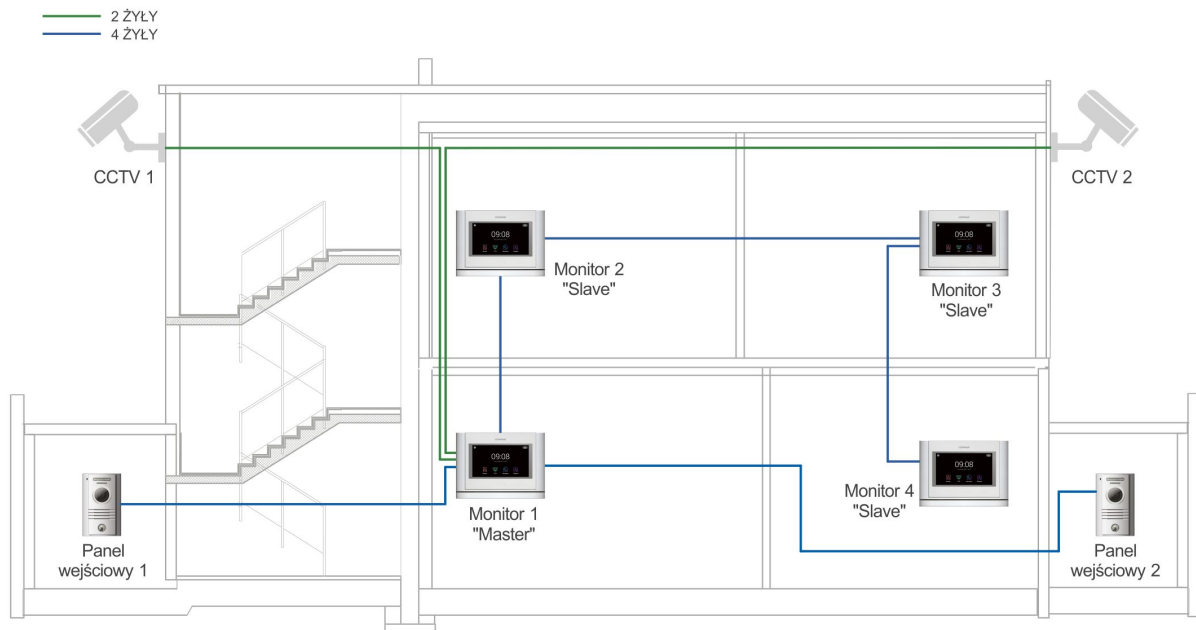 2 ŻYŁY
4 ŻYŁY
CCTV 1
CCTV 2
09:08
Monitor 2
"Slave"
09:08
Monitor 3
"Slave"
09:08
Monitor 1
"Master"
09:08
Monitor 4
"Slave"
Panel
wejściowy 1
Panel
wejściowy 2